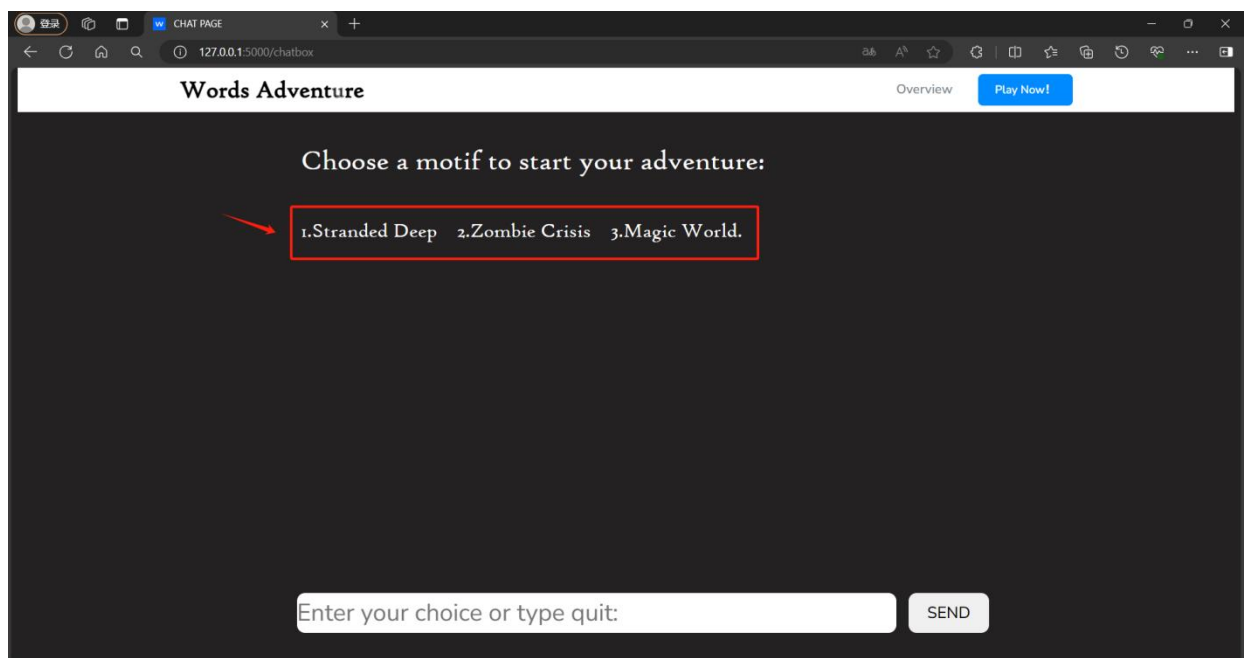 登录
W CHAT PAGE
127.0.0.1:5000/chatbox
Words Adventure
Overview
Play Now!
Choose a motif to start your adventure:
1.Stranded Deep 2.Zombie Crisis 3.Magic World.
Enter your choice or type quit:
SEND